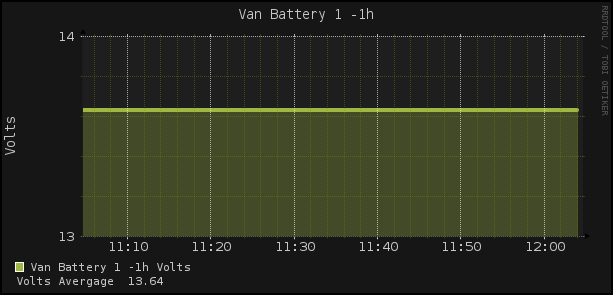 Van Battery 1 -1h
RRDTOOL / TOBI OETIKER
14
Volts
13
11:10 11:20 11:30 11:40 11:50 12:00
Van Battery 1 -1h Volts
Volts Avergage 13.64